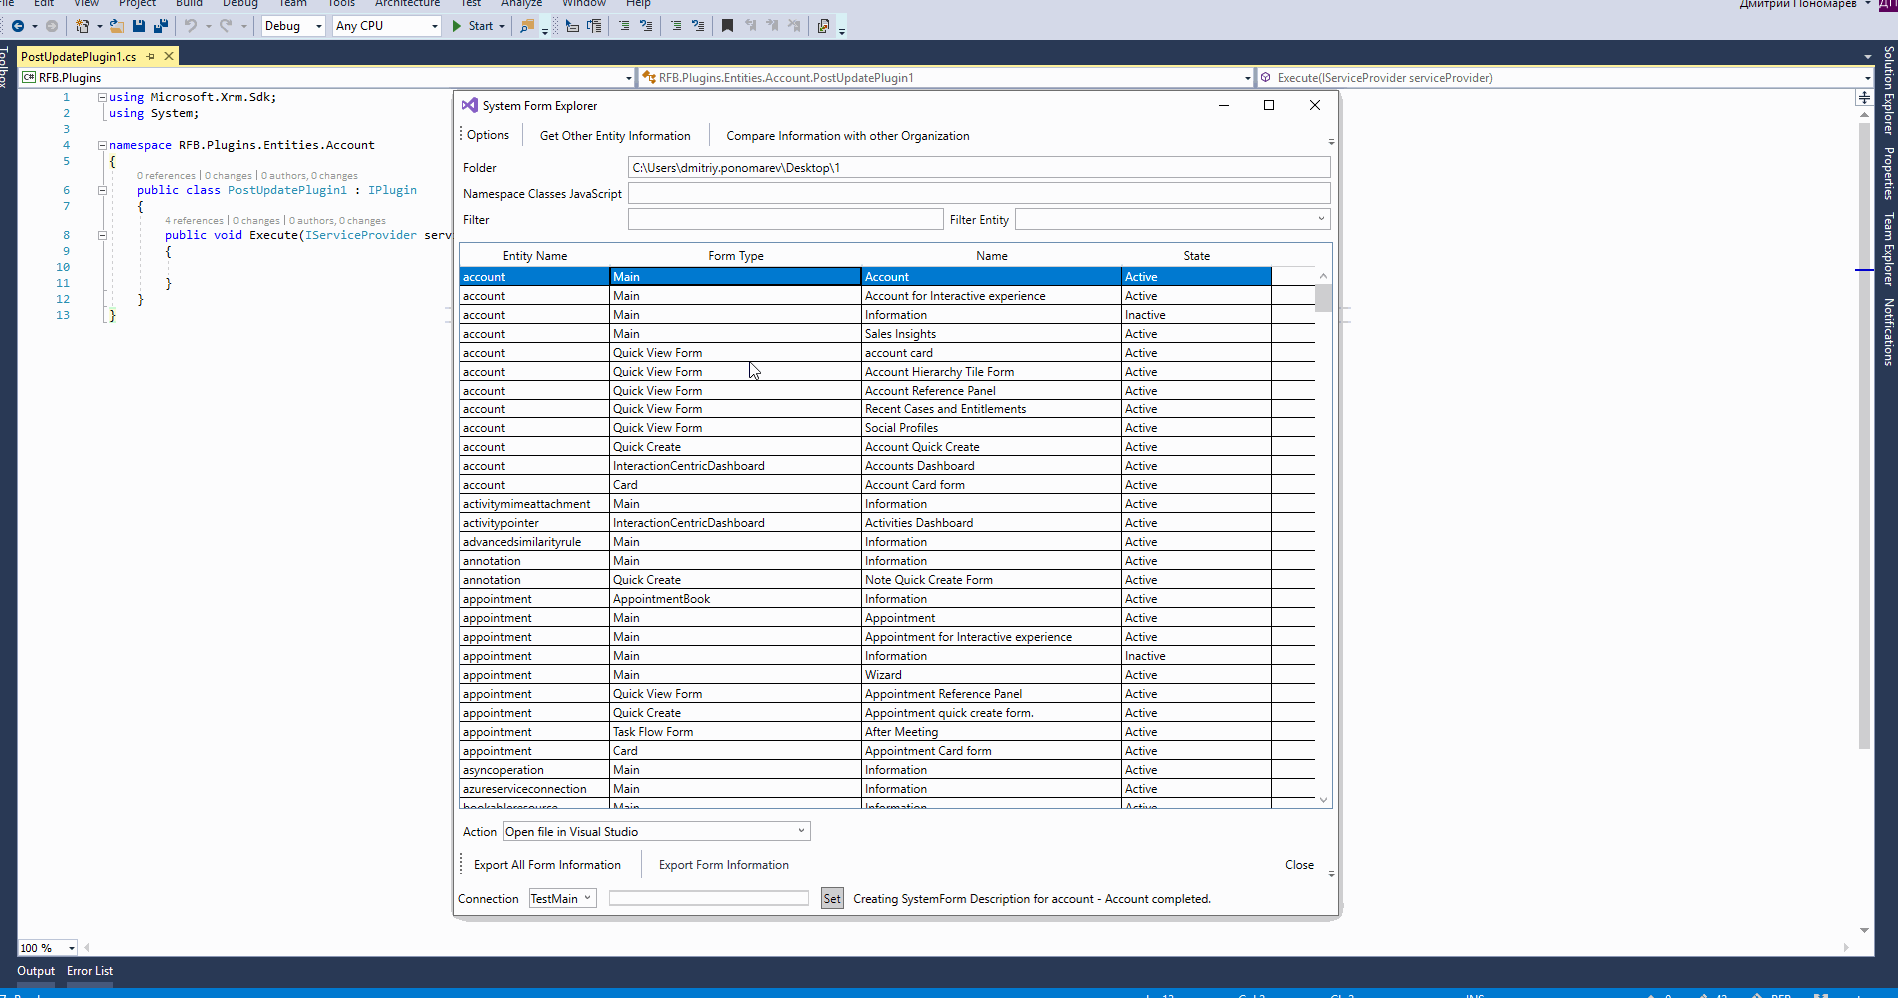 File Edit View Project Build Debug Team Tools Architecture Test Analyze Window Help
Дмитрий Пономарев ДП
Debug Any CPU Start
Toolbox
PostUpdatePlugin1.cs
RFB.Plugins RFB.Plugins.Entities.Account.PostUpdatePlugin1 Execute(IServiceProvider serviceProvider)
1 using Microsoft.Xrm.Sdk;
2 using System;
3
4 namespace RFB.Plugins.Entities.Account
5 {
0 references | 0 changes | 0 authors, 0 changes
6 public class PostUpdatePlugin1 : IPlugin
7 {
4 references | 0 changes | 0 authors, 0 changes
8 public void Execute(IServiceProvider serv
9 {
10
11 }
12 }
13 }
System Form Explorer
Options Get Other Entity Information Compare Information with other Organization
Folder C:\Users\dmitriy.ponomarev\Desktop\1
Namespace Classes JavaScript
Filter Filter Entity
Entity Name Form Type Name State
account Main Account Active
account Main Account for Interactive experience Active
account Main Information Inactive
account Main Sales Insights Active
account Quick View Form account card Active
account Quick View Form Account Hierarchy Tile Form Active
account Quick View Form Account Reference Panel Active
account Quick View Form Recent Cases and Entitlements Active
account Quick View Form Social Profiles Active
account Quick Create Account Quick Create Active
account InteractionCentricDashboard Accounts Dashboard Active
account Card Account Card form Active
activitymimeattachment Main Information Active
activitypointer InteractionCentricDashboard Activities Dashboard Active
advancedsimilarityrule Main Information Active
annotation Main Information Active
annotation Quick Create Note Quick Create Form Active
appointment AppointmentBook Information Active
appointment Main Appointment Active
appointment Main Appointment for Interactive experience Active
appointment Main Information Inactive
appointment Main Wizard Active
appointment Quick View Form Appointment Reference Panel Active
appointment Quick Create Appointment quick create form. Active
appointment Task Flow Form After Meeting Active
appointment Card Appointment Card form Active
asyncoperation Main Information Active
azureserviceconnection Main Information Active
bookableresource Main Information Active
Action Open file in Visual Studio
Export All Form Information Export Form Information Close
Connection TestMain Set Creating SystemForm Description for account - Account completed.
Solution Explorer
Properties
Team Explorer
Notifications
100 %
Output Error List